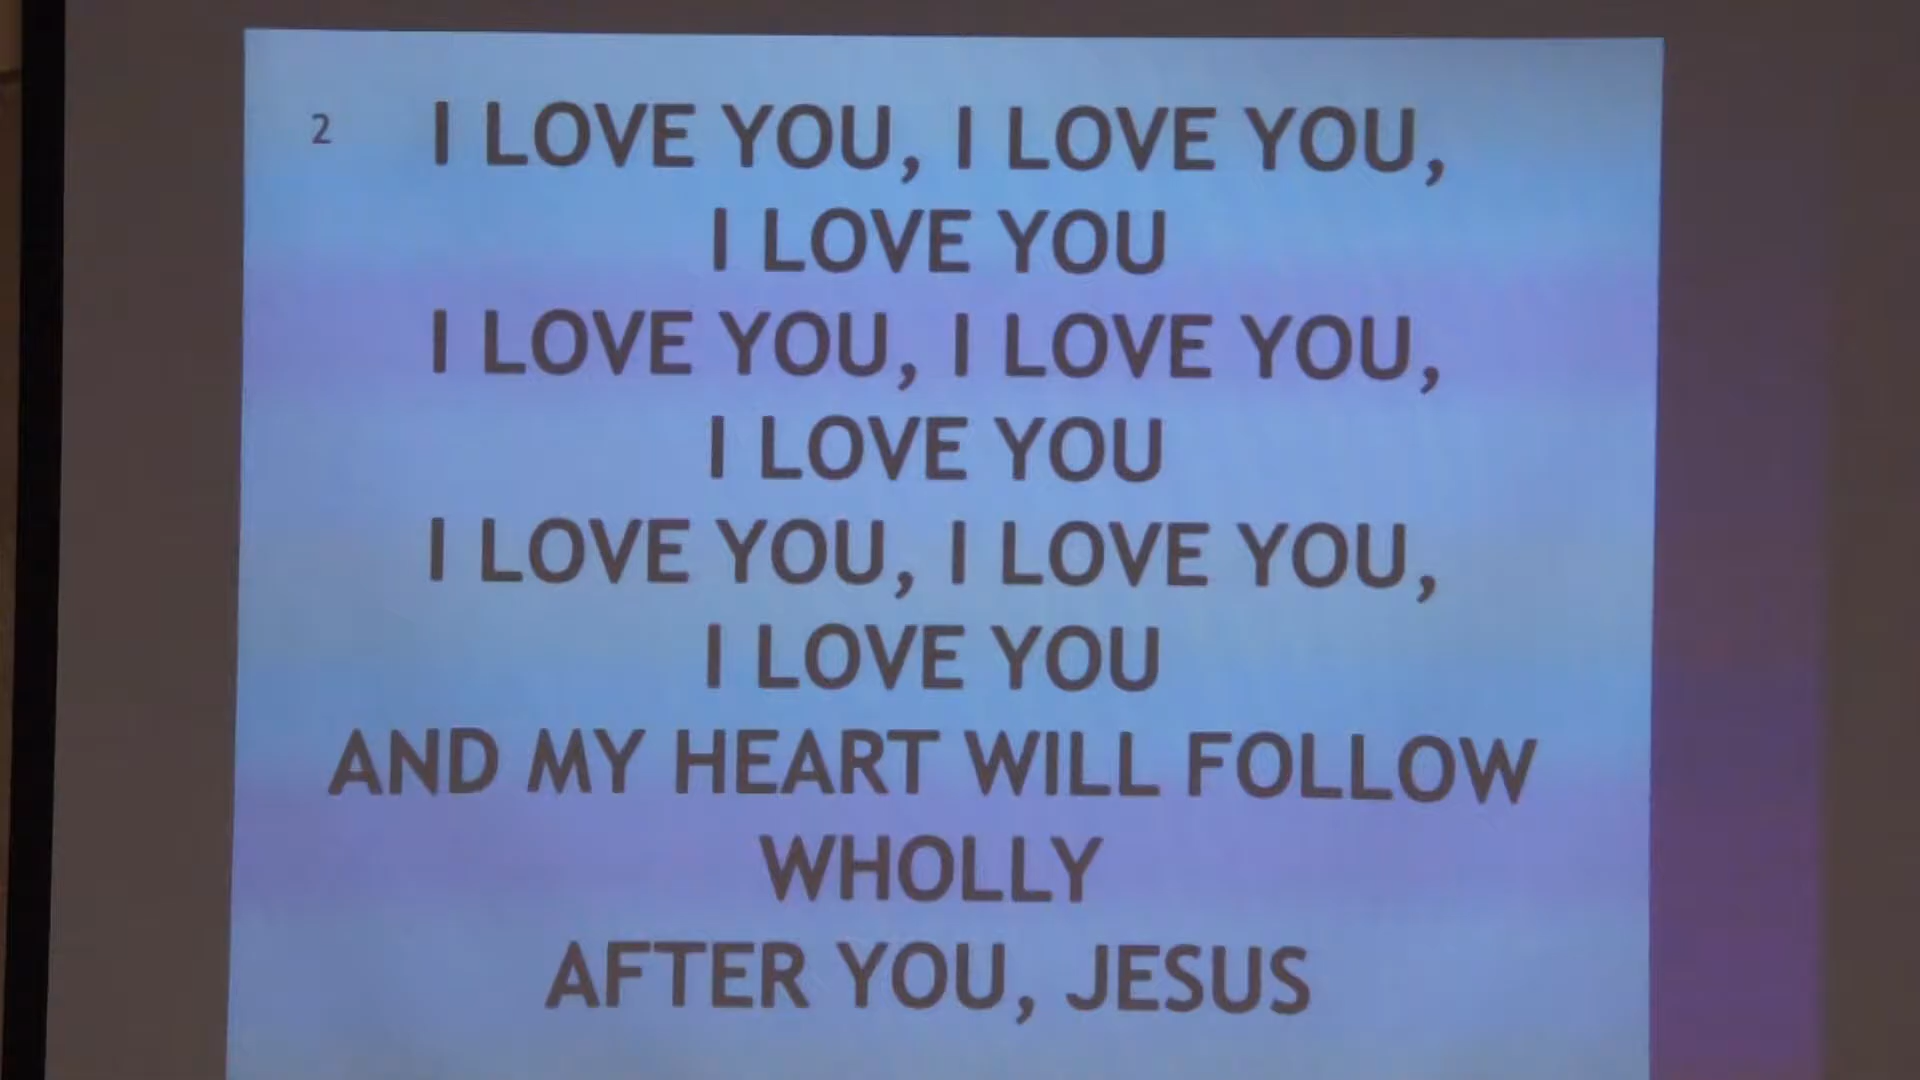 2 I LOVE YOU, I LOVE YOU,
I LOVE YOU
I LOVE YOU, I LOVE YOU,
I LOVE YOU
I LOVE YOU, I LOVE YOU,
I LOVE YOU
AND MY HEART WILL FOLLOW
WHOLLY
AFTER YOU, JESUS